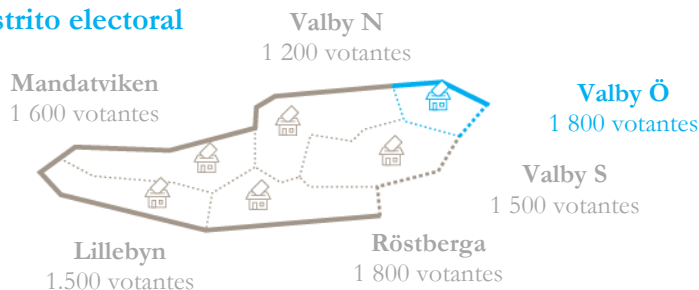 strito electoral
Valby N
1 200 votantes
Mandatviken
1 600 votantes
Valby Ö
1 800 votantes
Valby S
1 500 votantes
Röstberga
1 800 votantes
Lillebyn
1.500 votantes